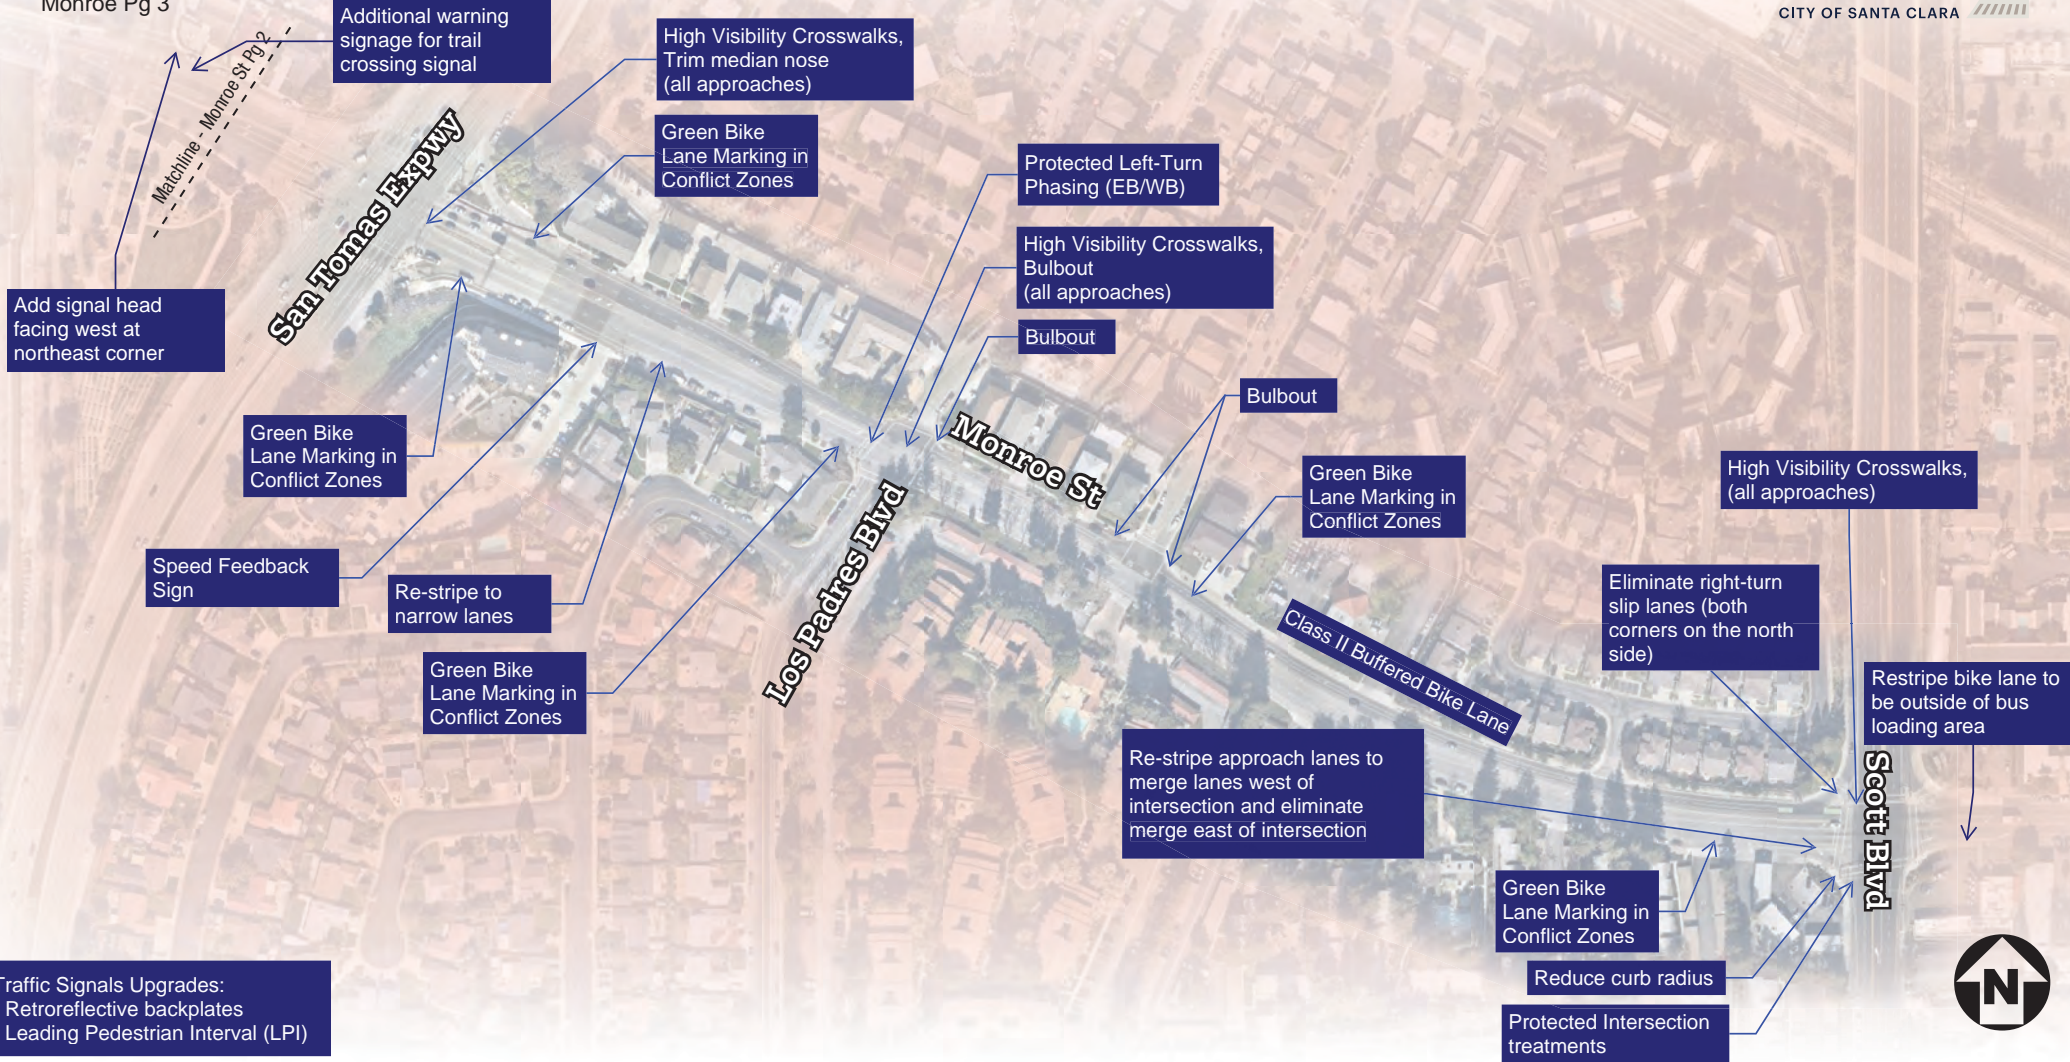 Monroe Pg 3
CITY OF SANTA CLARA
Additional warning
signage for trail
crossing signal
Matchline - Monroe St Pg 2
High Visibility Crosswalks,
Trim median nose
(all approaches)
San Tomas Expwy
Green Bike
Lane Marking in
Conflict Zones
Protected Left-Turn
Phasing (EB/WB)
High Visibility Crosswalks,
Bulbout
(all approaches)
Bulbout
Add signal head
facing west at
northeast corner
Bulbout
Monroe St
Green Bike
Lane Marking in
Conflict Zones
Green Bike
Lane Marking in
Conflict Zones
High Visibility Crosswalks,
(all approaches)
Los Padres Blvd
Speed Feedback
Sign
Re-stripe to
narrow lanes
Eliminate right-turn
slip lanes (both
corners on the north
side)
Class II Buffered Bike Lane
Green Bike
Lane Marking in
Conflict Zones
Restripe bike lane to
be outside of bus
loading area
Re-stripe approach lanes to
merge lanes west of
intersection and eliminate
merge east of intersection
Scott Blvd
Green Bike
Lane Marking in
Conflict Zones
Reduce curb radius
Protected Intersection
treatments
Traffic Signals Upgrades:
Retroreflective backplates
Leading Pedestrian Interval (LPI)
N